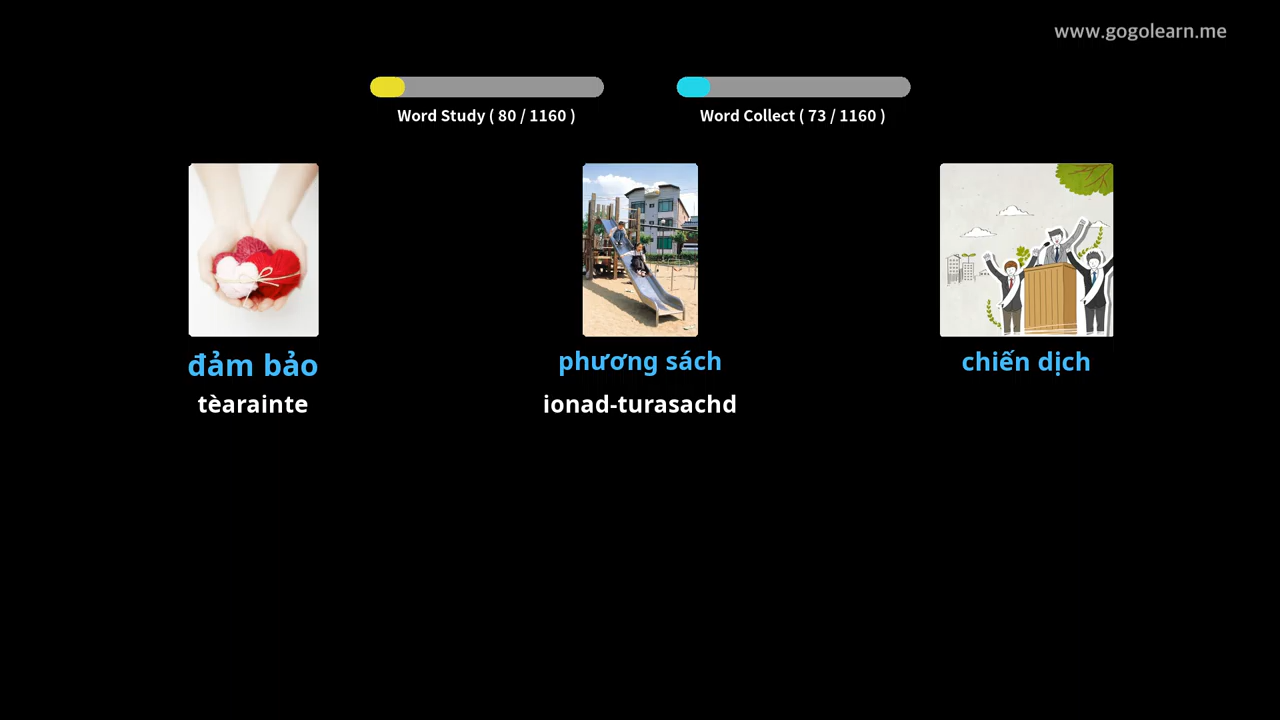 www.gogolearn.me
Word Study ( 80 / 1160 )
Word Collect ( 73 / 1160 )
đảm bảo
phương sách
chiến dịch
tèarainte
ionad-turasachd